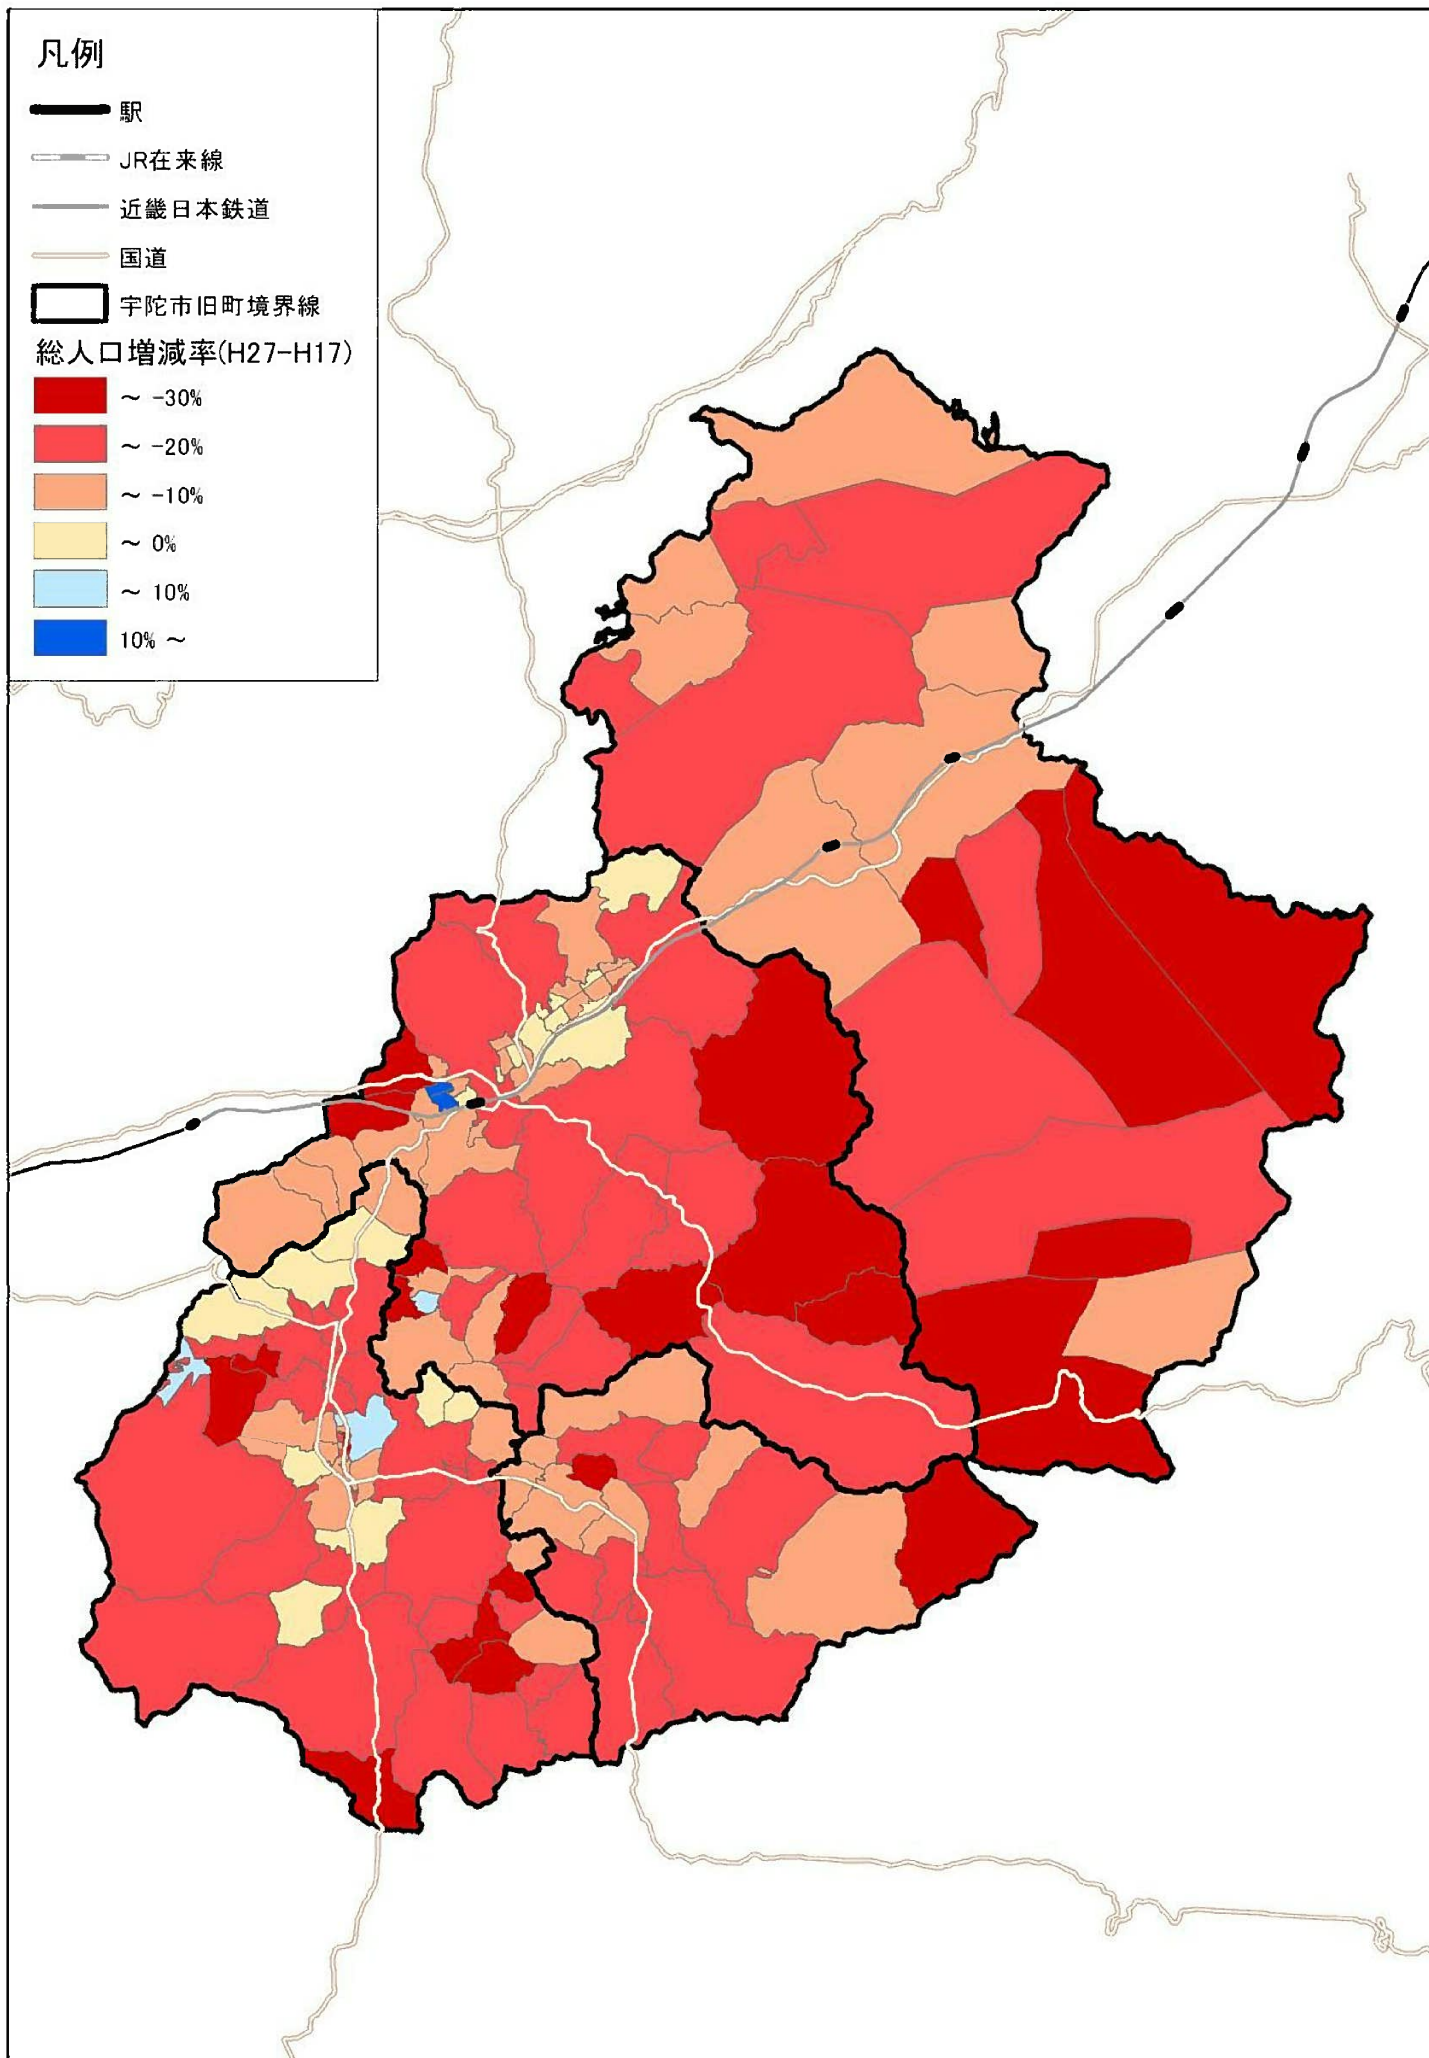 凡例
駅
JR在来線
近畿日本鉄道
国道
宇陀市旧町境界線
総人口増減率(H27-H17)
～ -30%
～ -20%
～ -10%
～ 0%
～ 10%
10% ～